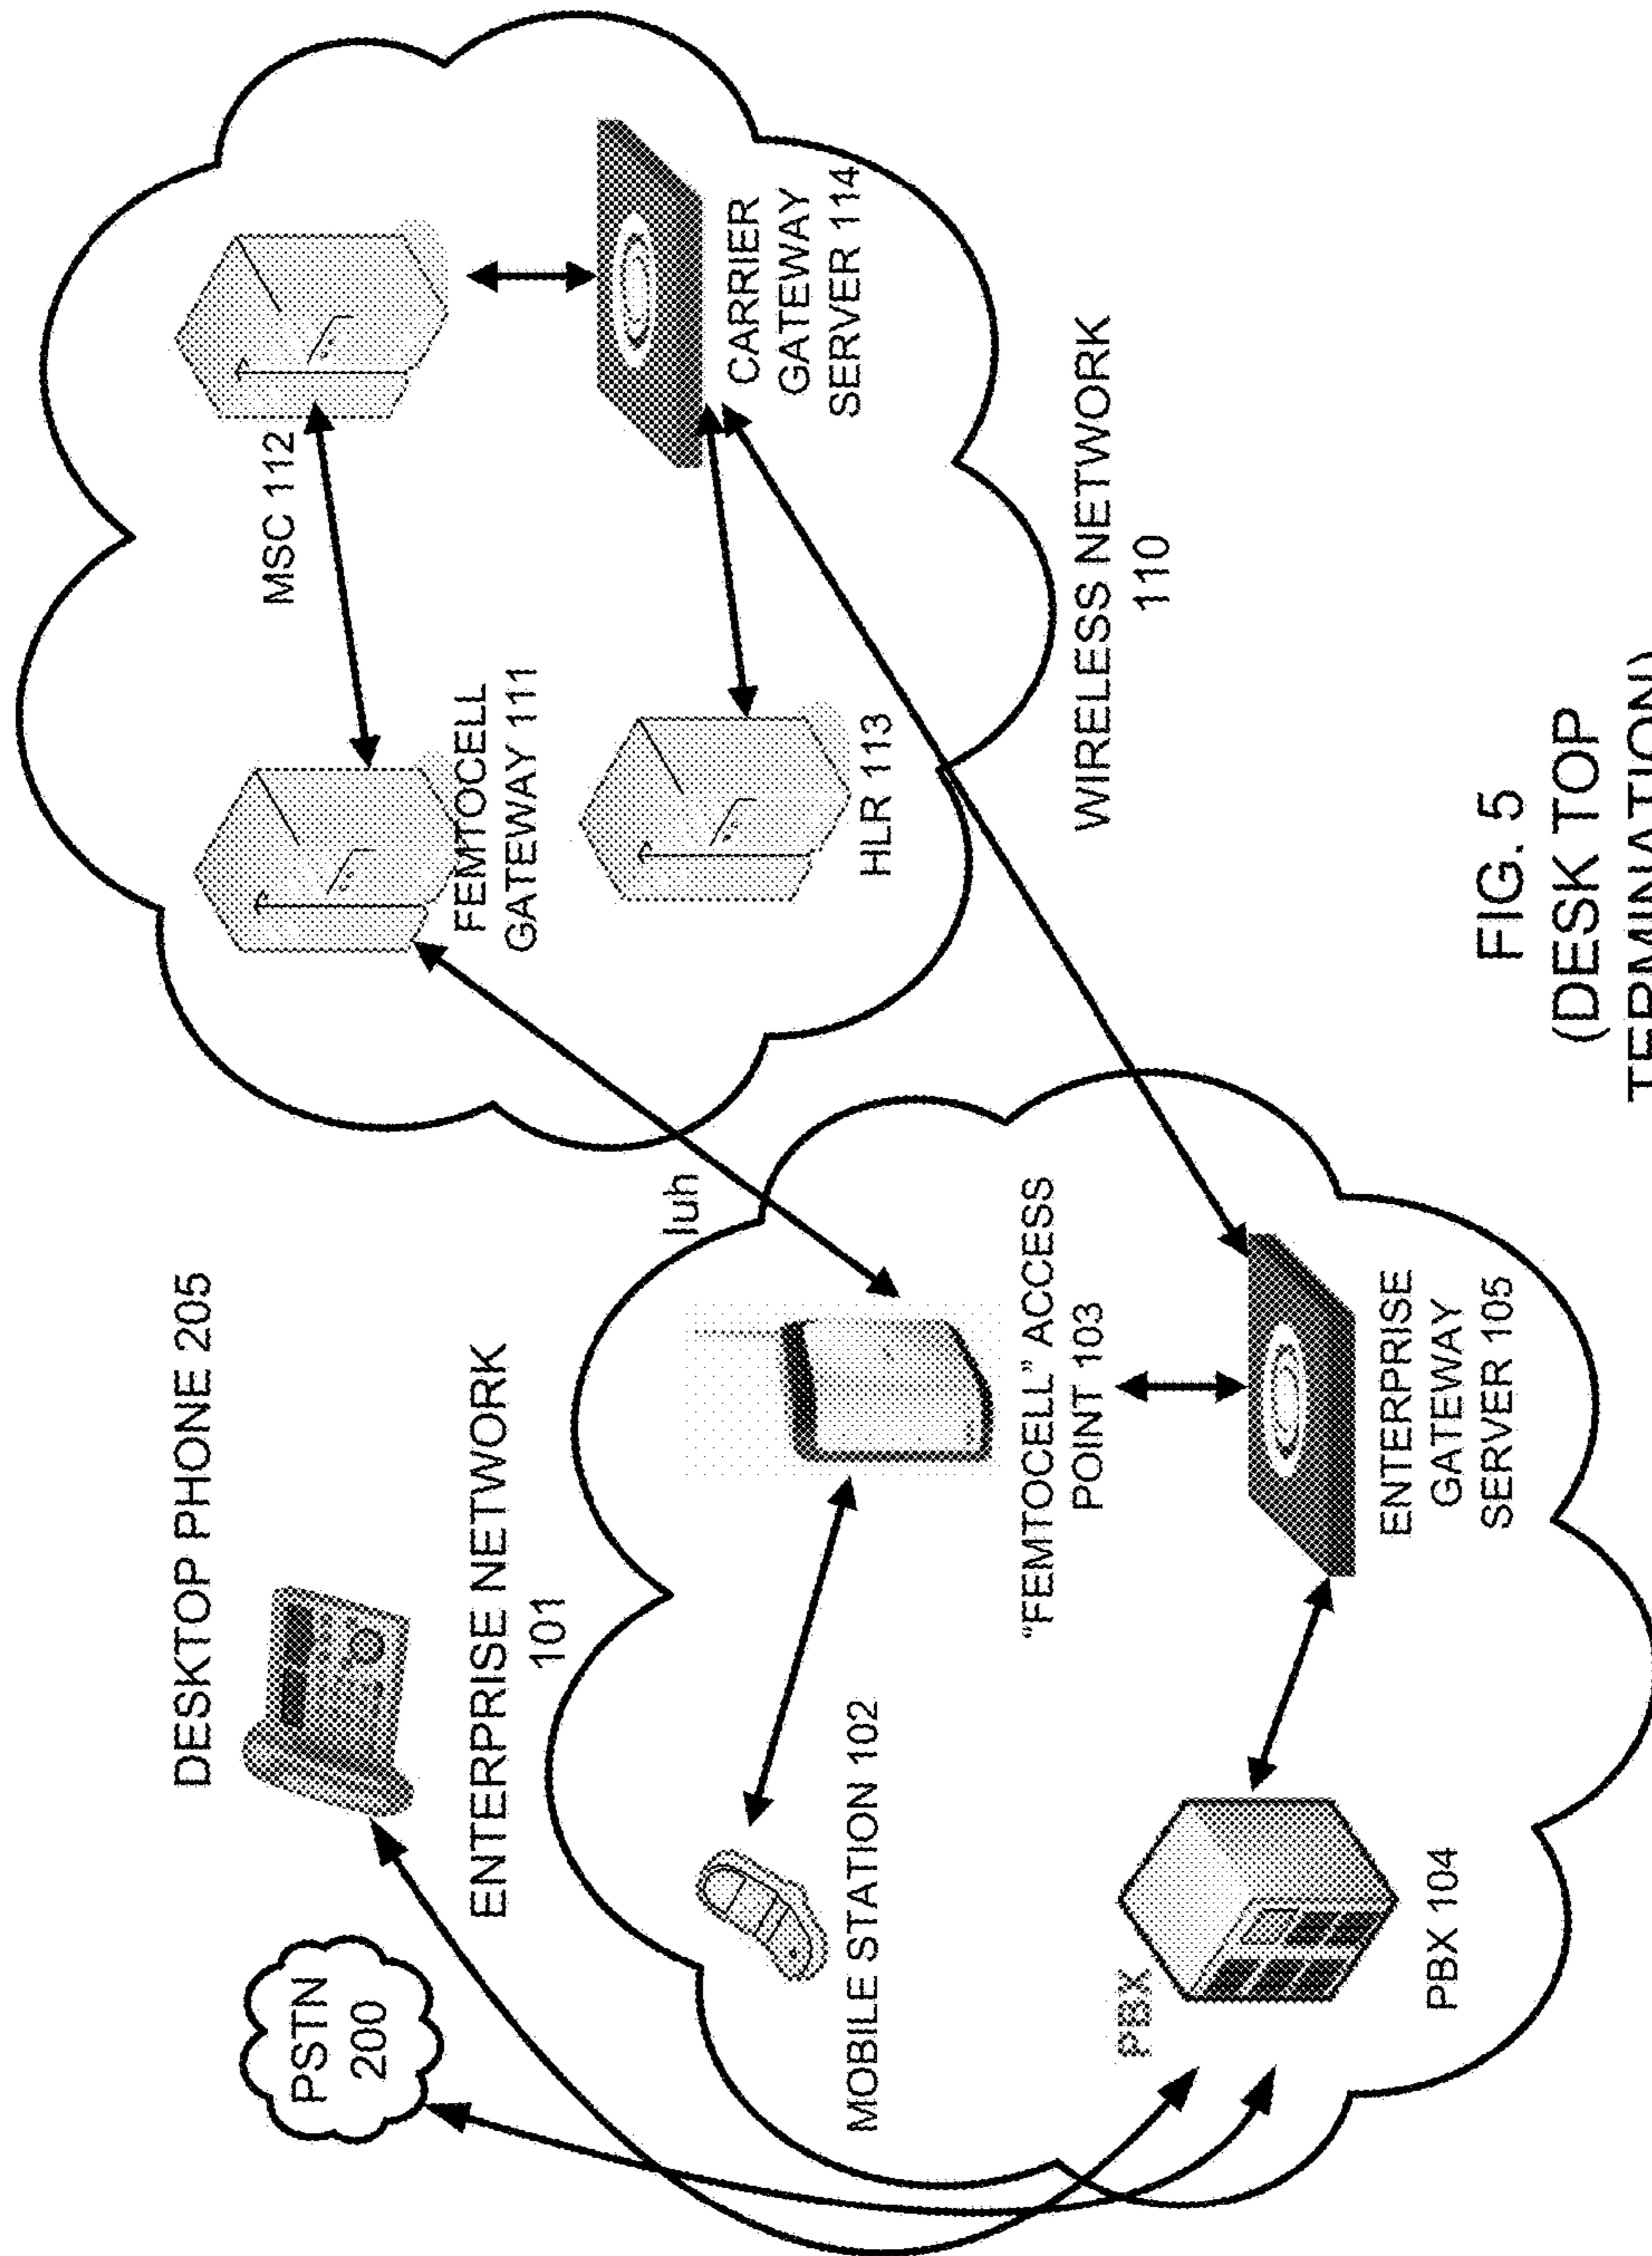 DESKTOP PHONE 205
PSTN
200
ENTERPRISE NETWORK
101
MOBILE STATION 102
"FEMTOCELL" ACCESS
POINT 103
PBX
PBX 104
ENTERPRISE
GATEWAY
SERVER 105
Iuh
MSC 112
FEMTOCELL
GATEWAY 111
HLR 113
CARRIER
GATEWAY
SERVER 114
WIRELESS NETWORK
110
FIG. 5
(DESK TOP
TERMINATION)